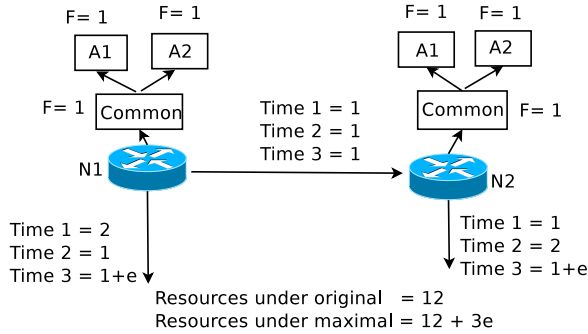 F= 1
F= 1
A1
A2
F= 1
Common
N1
Time 1 = 2
Time 2 = 1
Time 3 = 1+e
Time 1 = 1
Time 2 = 1
Time 3 = 1
F= 1
F= 1
A1
A2
Common
F= 1
N2
Time 1 = 1
Time 2 = 2
Time 3 = 1+e
Resources under original = 12
Resources under maximal = 12 + 3e